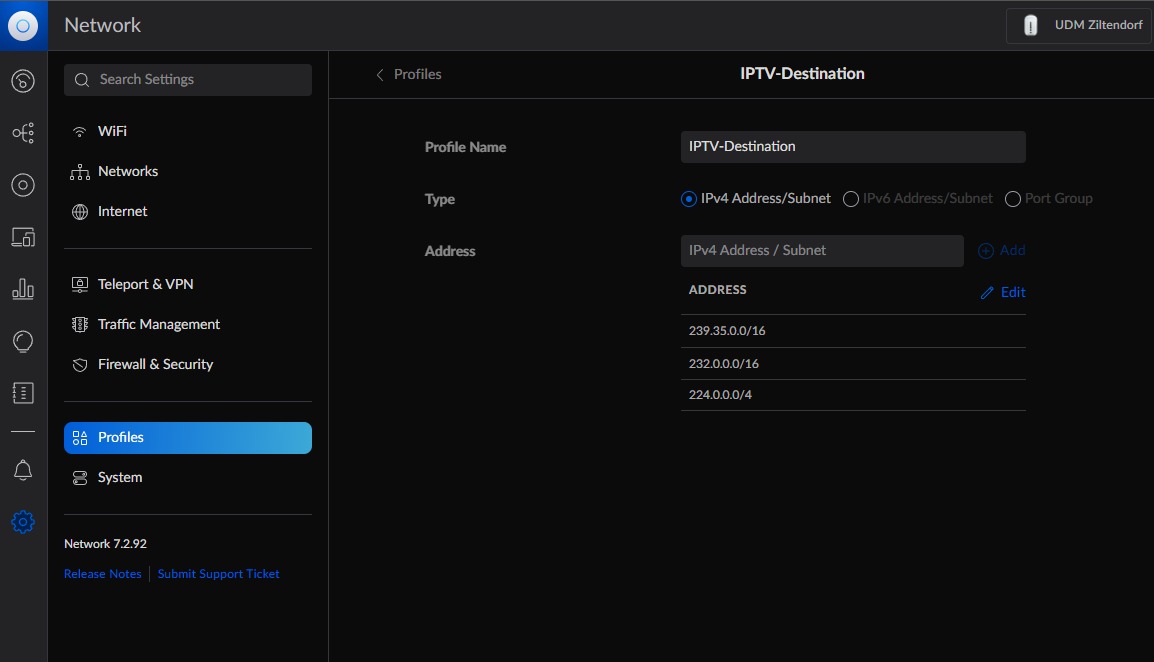 Network
UDM Ziltendorf
Search Settings
WiFi
Networks
Internet
Teleport & VPN
Traffic Management
Firewall & Security
Profiles
System
Network 7.2.92
Release Notes
Submit Support Ticket
Profiles
IPTV-Destination
Profile Name
IPTV-Destination
Type
IPv4 Address/Subnet
IPv6 Address/Subnet
Port Group
Address
IPv4 Address / Subnet
Add
ADDRESS
Edit
239.35.0.0/16
232.0.0.0/16
224.0.0.0/4